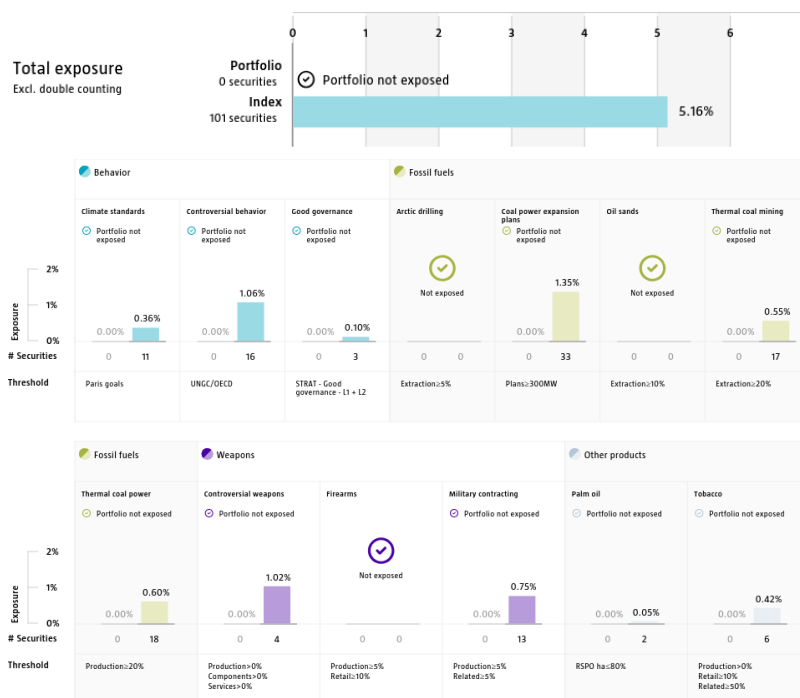 0 1 2 3 4 5 6
Total exposure
Excl. double counting
Portfolio
0 securities
Portfolio not exposed
Index
101 securities
5.16%
Behavior
Fossil fuels
Climate standards
Portfolio not
exposed
Controversial behavior
Portfolio not
exposed
Good governance
Portfolio not
exposed
Arctic drilling
Not exposed
Coal power expansion
plans
Portfolio not
exposed
Oil sands
Not exposed
Thermal coal mining
Portfolio not
exposed
Exposure
2%
1%
0%
0.00% 0.36% 0.00% 1.06% 0.00% 0.10% 0.00% 1.35% 0.00% 0.55%
# Securities 0 11 0 16 0 3 0 0 0 33 0 0 0 17
Threshold
Paris goals
UNGC/OECD
STRAT - Good
governance - L1 + L2
Extraction≥5%
Plans≥300MW
Extraction≥10%
Extraction≥20%
Fossil fuels
Weapons
Other products
Thermal coal power
Portfolio not exposed
Controversial weapons
Portfolio not exposed
Firearms
Not exposed
Military contracting
Portfolio not exposed
Palm oil
Portfolio not exposed
Tobacco
Portfolio not exposed
Exposure
2%
1%
0%
0.00% 0.60% 0.00% 1.02% 0.00% 0.75% 0.00% 0.05% 0.00% 0.42%
# Securities 0 18 0 4 0 0 0 13 0 2 0 6
Threshold
Production≥20%
Production>0%
Components>0%
Services>0%
Production≥5%
Retail≥10%
Production≥5%
Related≥5%
RSPO ha≤80%
Production>0%
Retail≥10%
Related≥50%